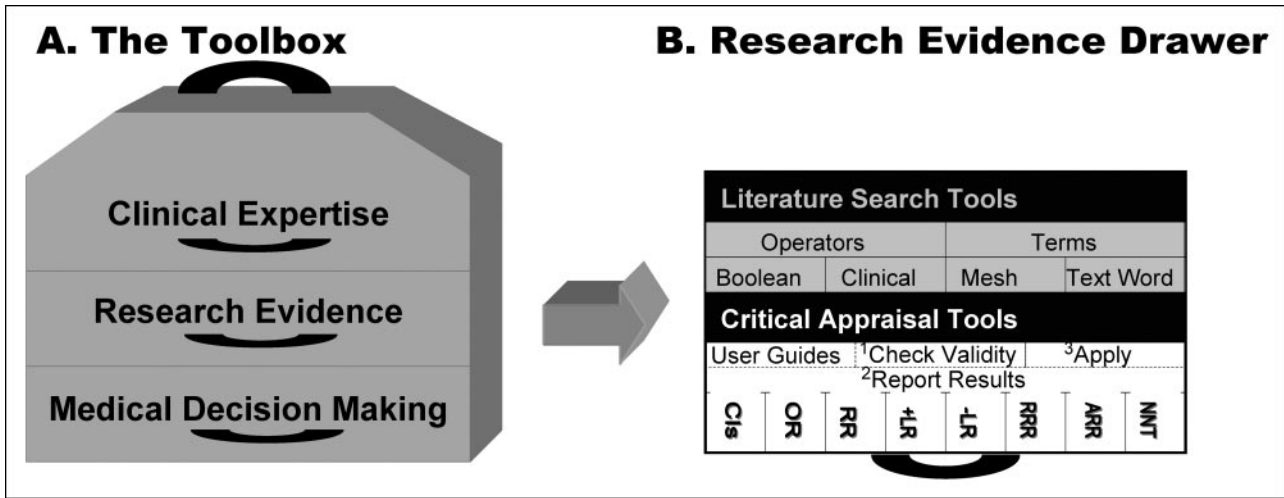 A. The Toolbox
Clinical Expertise
Research Evidence
Medical Decision Making
B. Research Evidence Drawer
Literature Search Tools
Operators Terms
Boolean Clinical Mesh Text Word
Critical Appraisal Tools
User Guides ¹Check Validity ³Apply
²Report Results
CIs OR RR +LR -LR RRR ARR NNT